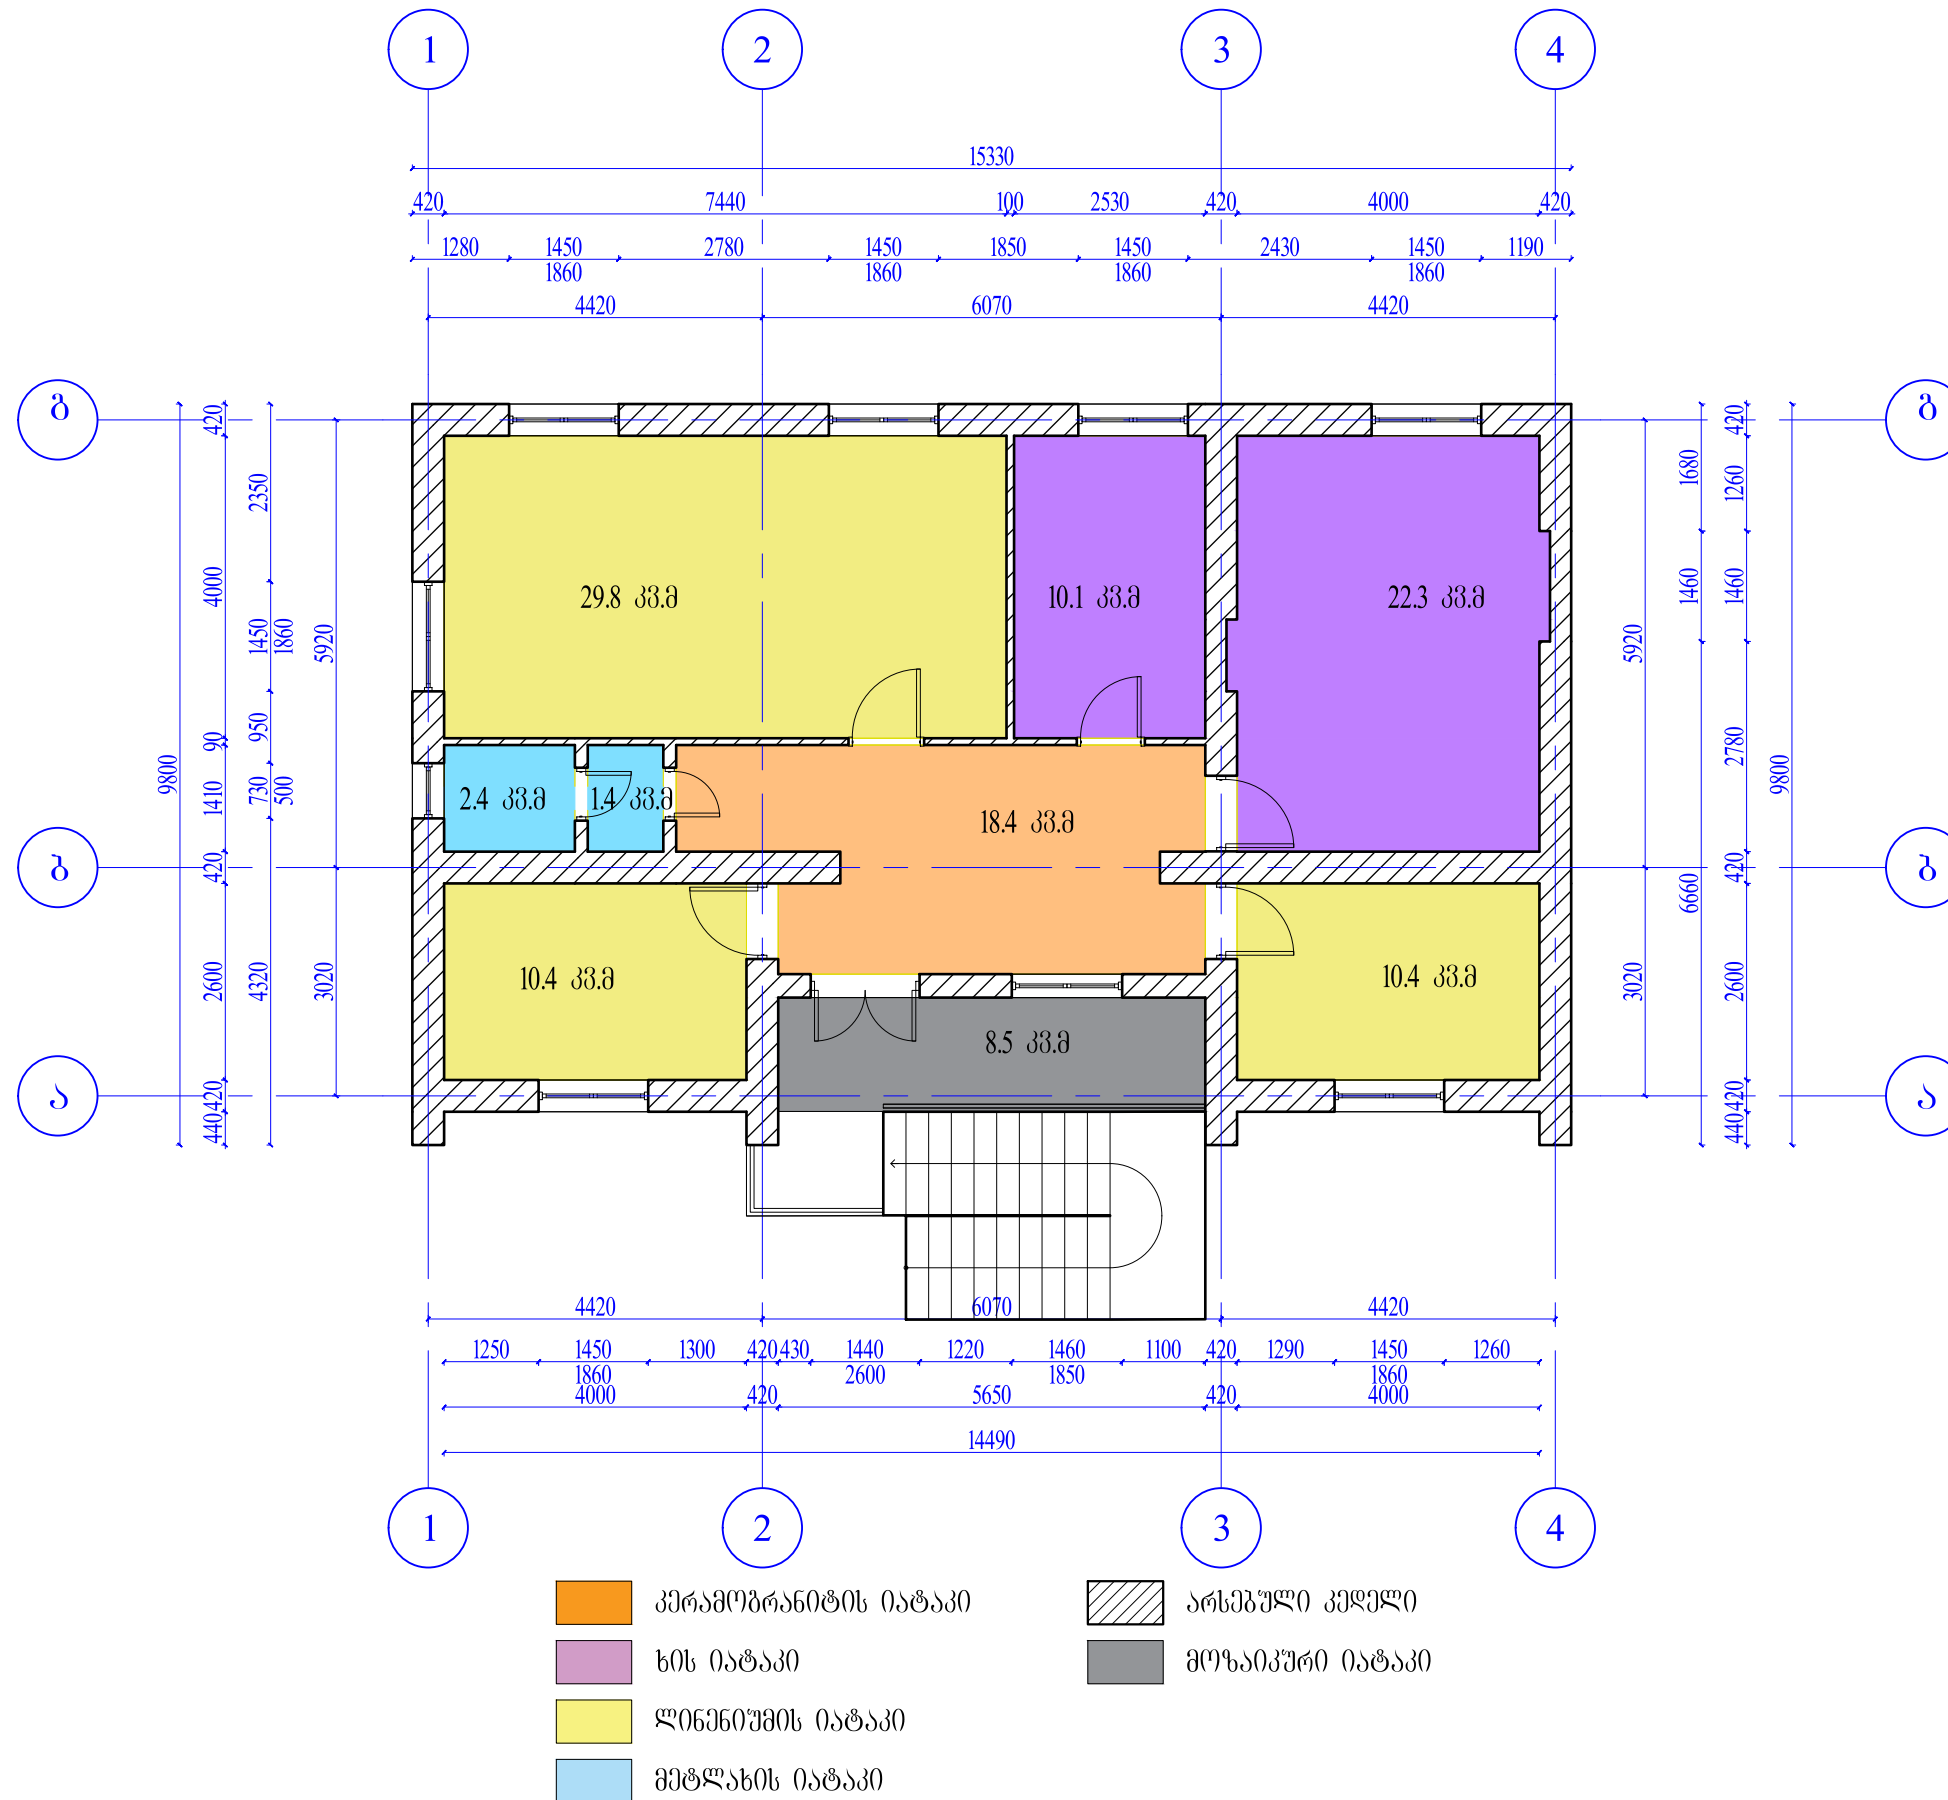 1 2 3 4
15330
420 7440 100 2530 420 4000 420
1280 1450 2780 1450 1850 1450 2430 1450 1190
1860 1860 1860 1860
4420 6070 4420
გ გ
ბ ბ
ა ა
9800
420 4000 90 1410 420 2600 420 440
2350 1450 950 730 4320
1860 500
5920 3020
29.8 კვ.მ 10.1 კვ.მ 22.3 კვ.მ
2.4 კვ.მ 1.4 კვ.მ 18.4 კვ.მ
10.4 კვ.მ 10.4 კვ.მ
8.5 კვ.მ
5920 3020
1680 1460 6660
420 1260 1460 2780 420 2600 420 440
9800
4420 6070 4420
1250 1450 1300 420 430 1440 1220 1460 1100 420 1290 1450 1260
1860 2600 1850 1860
4000 420 5650 420 4000
14490
1 2 3 4
კერამოგრანიტის იატაკი
ხის იატაკი
ლინენიუმის იატაკი
მეტლახის იატაკი
არსებული კედელი
მოზაიკური იატაკი